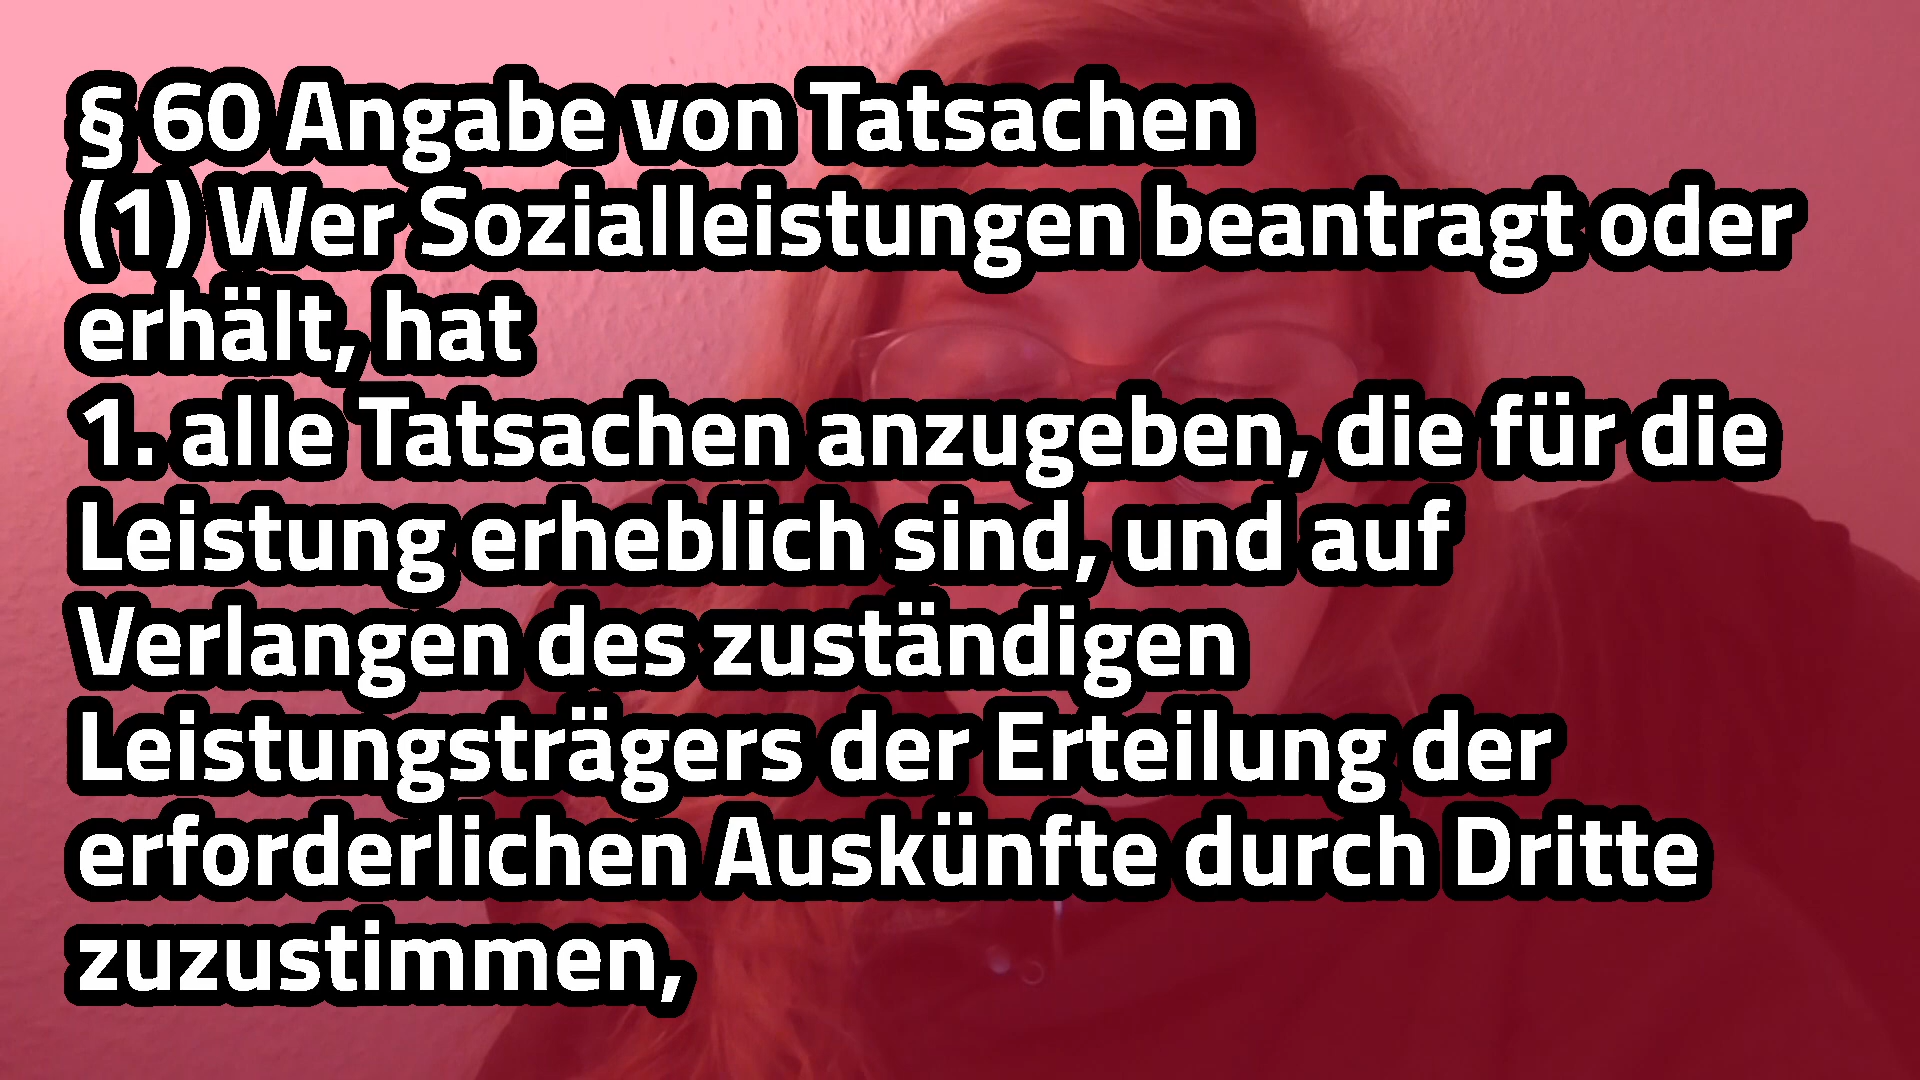 § 60 Angabe von Tatsachen
(1) Wer Sozialleistungen beantragt oder
erhält, hat
1. alle Tatsachen anzugeben, die für die
Leistung erheblich sind, und auf
Verlangen des zuständigen
Leistungsträgers der Erteilung der
erforderlichen Auskünfte durch Dritte
zuzustimmen,